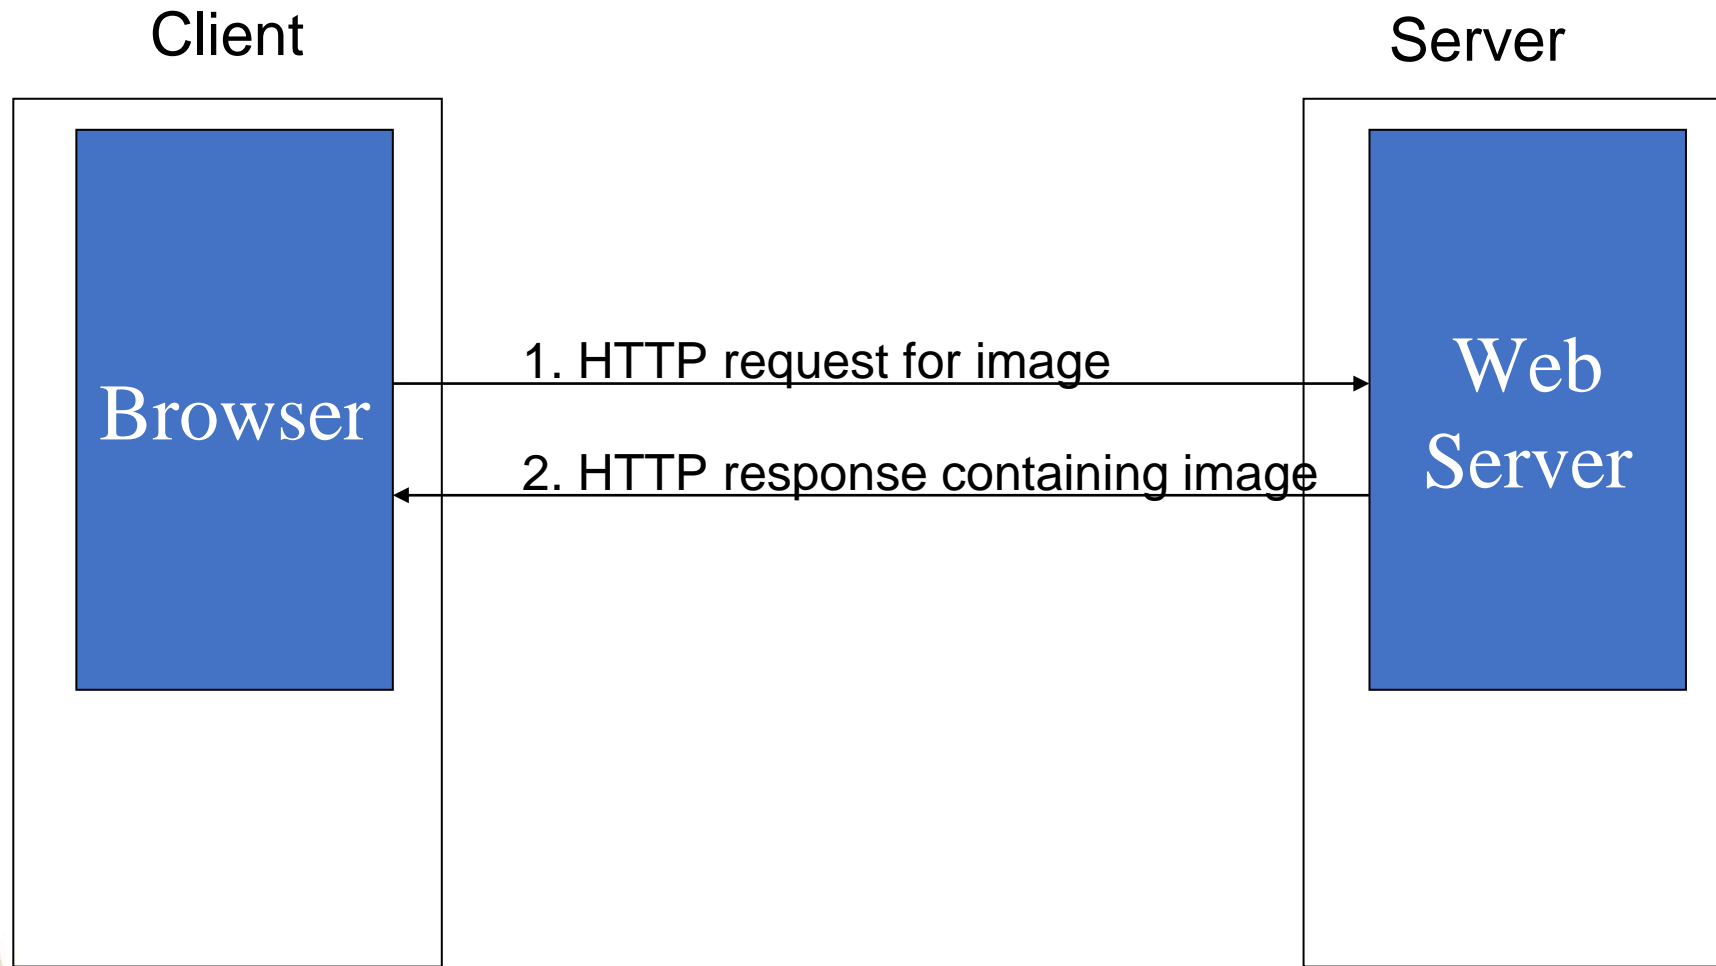 Client
Server
1. HTTP request for image
Browser
Web
Server
2. HTTP response containing image